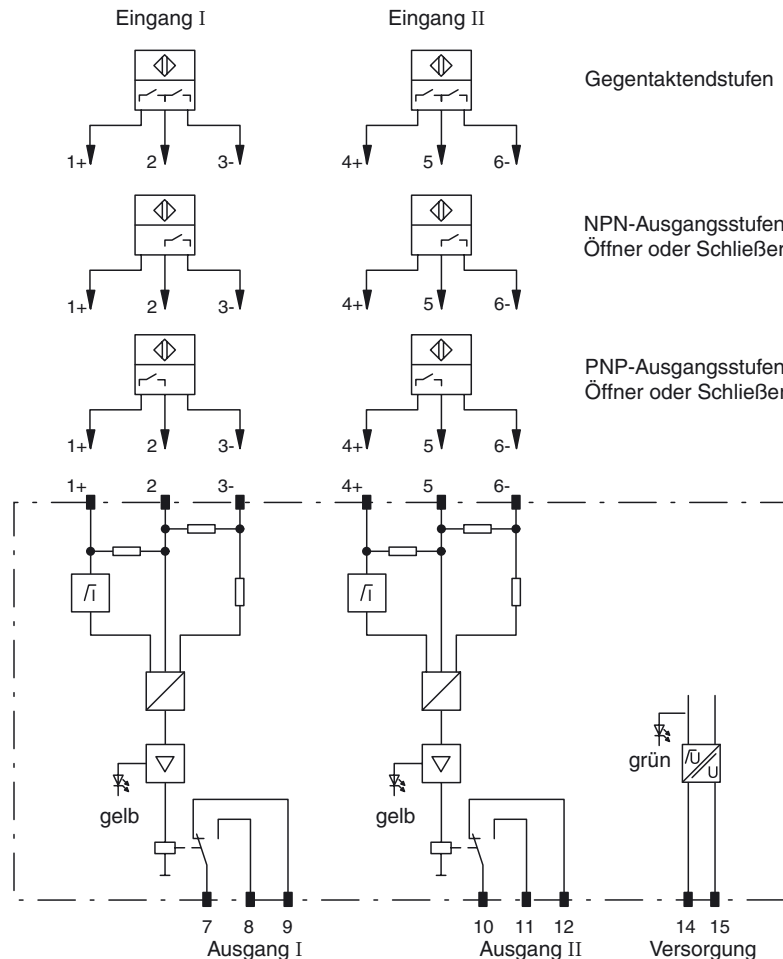 Eingang I Eingang II
Gegentaktendstufen
1+ 2 3- 4+ 5 6-
NPN-Ausgangsstufen
Öffner oder Schließer
1+ 2 3- 4+ 5 6-
PNP-Ausgangsstufen
Öffner oder Schließer
1+ 2 3- 4+ 5 6-
1+ 2 3- 4+ 5 6-
I I
grün U
U
gelb gelb
7 8 9 10 11 12 14 15
Ausgang I Ausgang II Versorgung